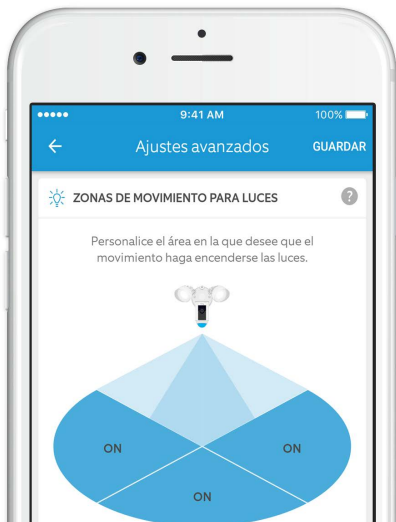 9:41 AM
100%
Ajustes avanzados
GUARDAR
ZONAS DE MOVIMIENTO PARA LUCES
?
Personalice el área en la que desee que el
movimiento haga encenderse las luces.
ON
ON
ON